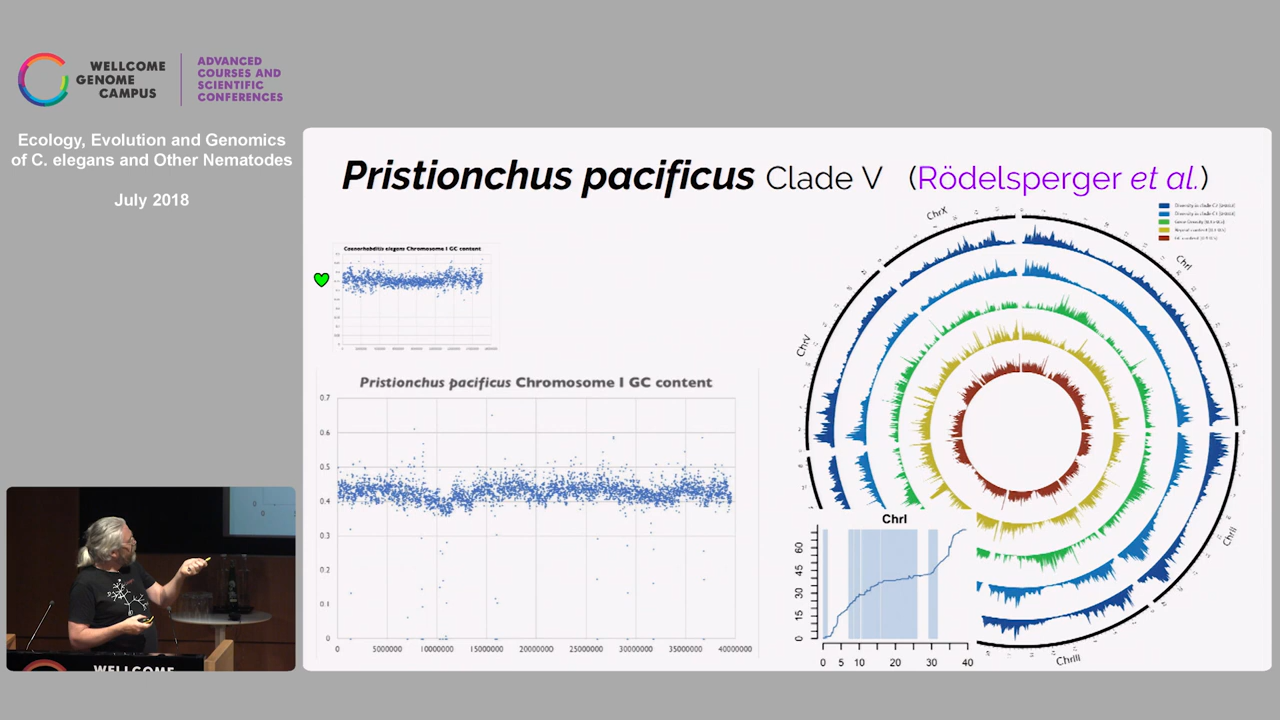 WELLCOME
GENOME
CAMPUS
ADVANCED
COURSES AND
SCIENTIFIC
CONFERENCES
Ecology, Evolution and Genomics
of C. elegans and Other Nematodes
July 2018
Pristionchus pacificus Clade V (Rödelsperger et al.)
Caenorhabditis elegans Chromosome I GC content
Pristionchus pacificus Chromosome I GC content
0.7
0.6
0.5
0.4
0.3
0.2
0.1
0
0 5000000 10000000 15000000 20000000 25000000 30000000 35000000 40000000
ChrX
ChrI
ChrV
ChrII
ChrIII
ChrI
60
45
30
15
0
0 5 10 20 30 40
WELLCOME